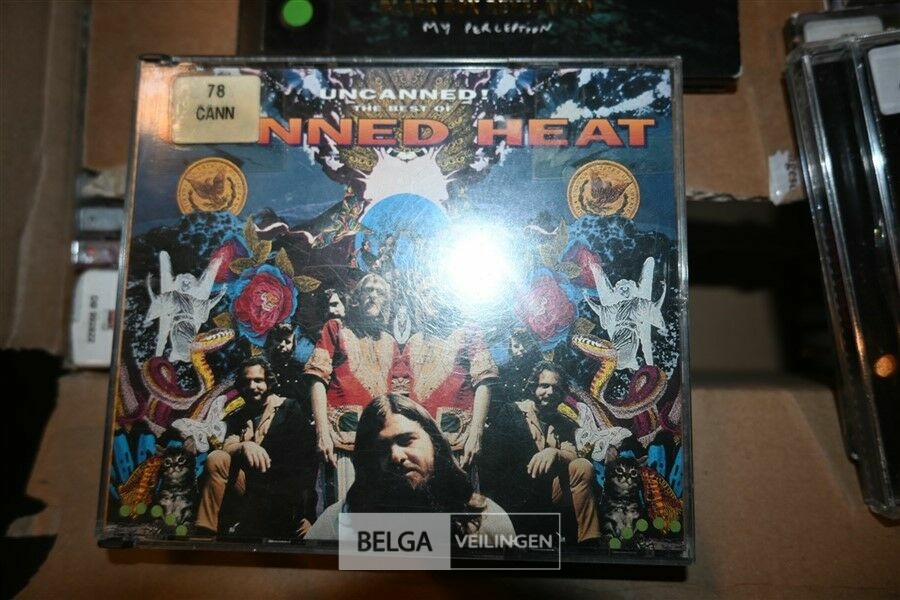 MY PERCEPTION
78
CANN
UNCANNED!
THE BEST OF
NNED HEAT
BELGA VEILINGEN